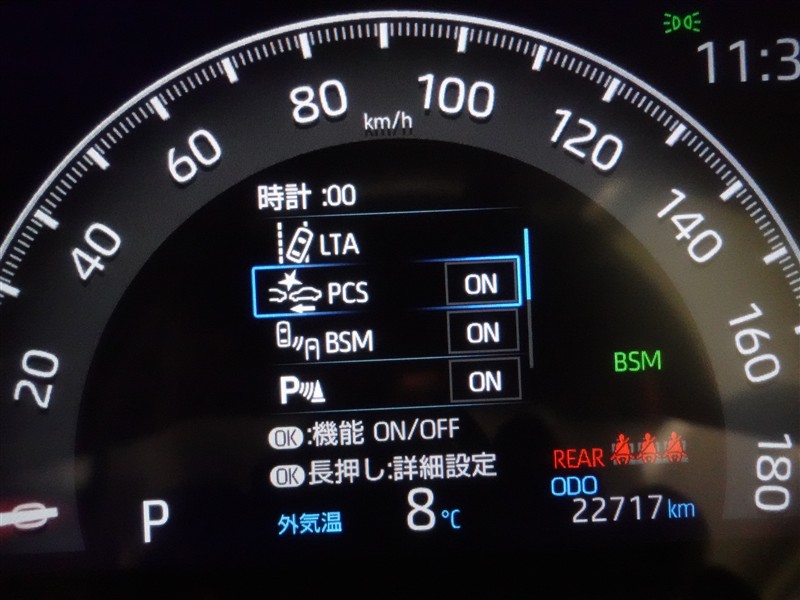 11:3
20
40
60
80
km/h
100
120
140
160
180
時計 :00
LTA
PCS ON
BSM ON
P ON
OK:機能 ON/OFF
OK長押し:詳細設定
BSM
REAR
ODO
22717km
P
外気温 8℃